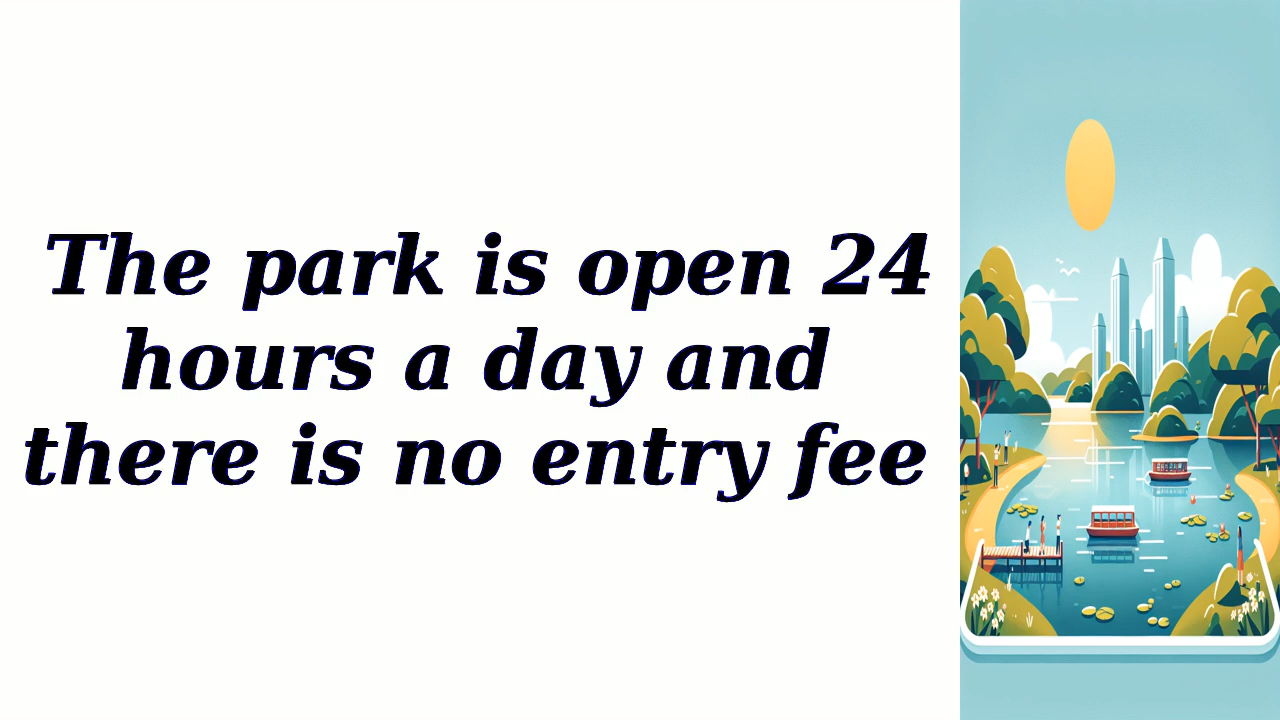 The park is open 24
hours a day and
there is no entry fee